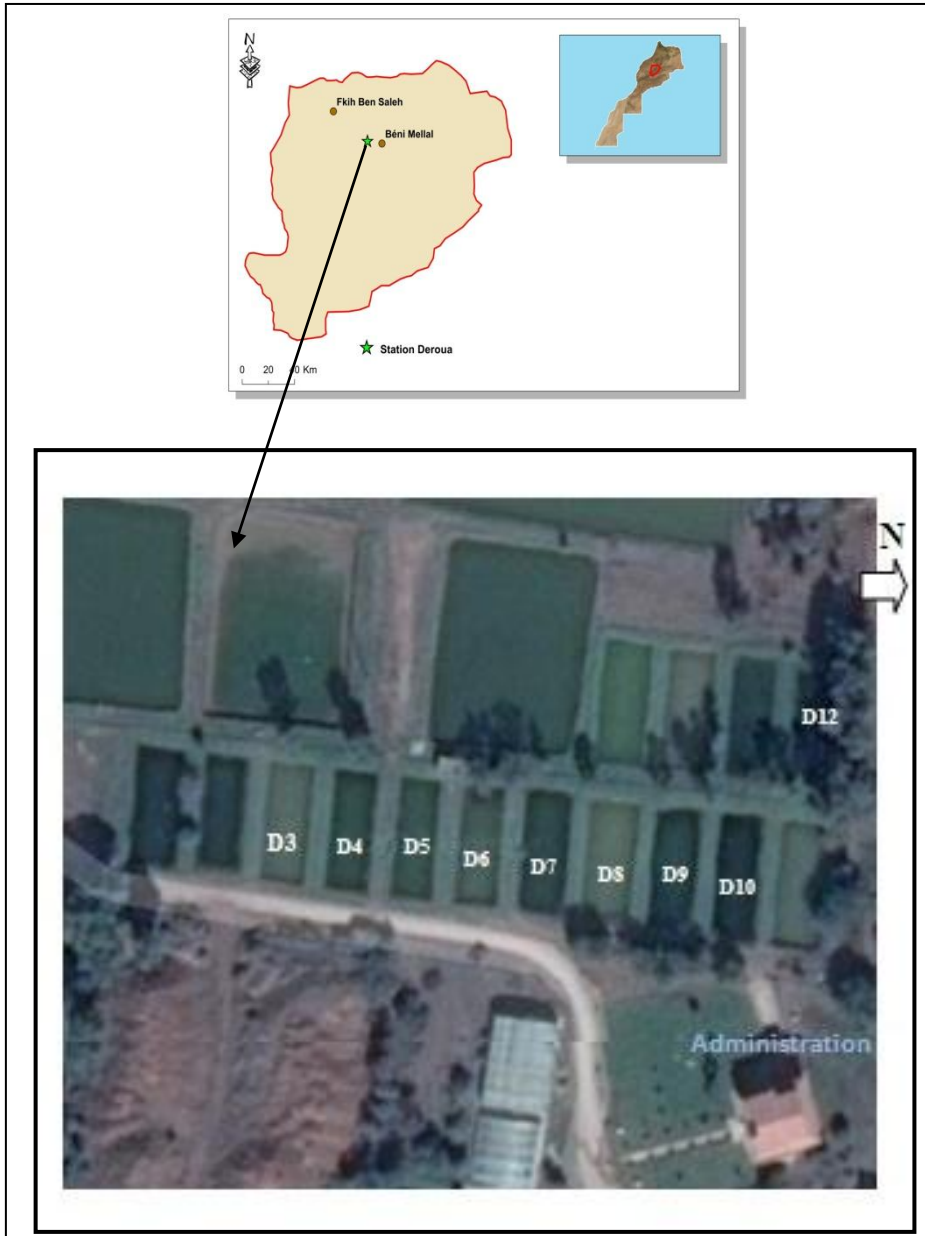 N
Fkih Ben Saleh
Béni Mellal
Station Deroua
0 20 40 Km
N
D12
D3 D4 D5 D6 D7 D8 D9 D10
Administration